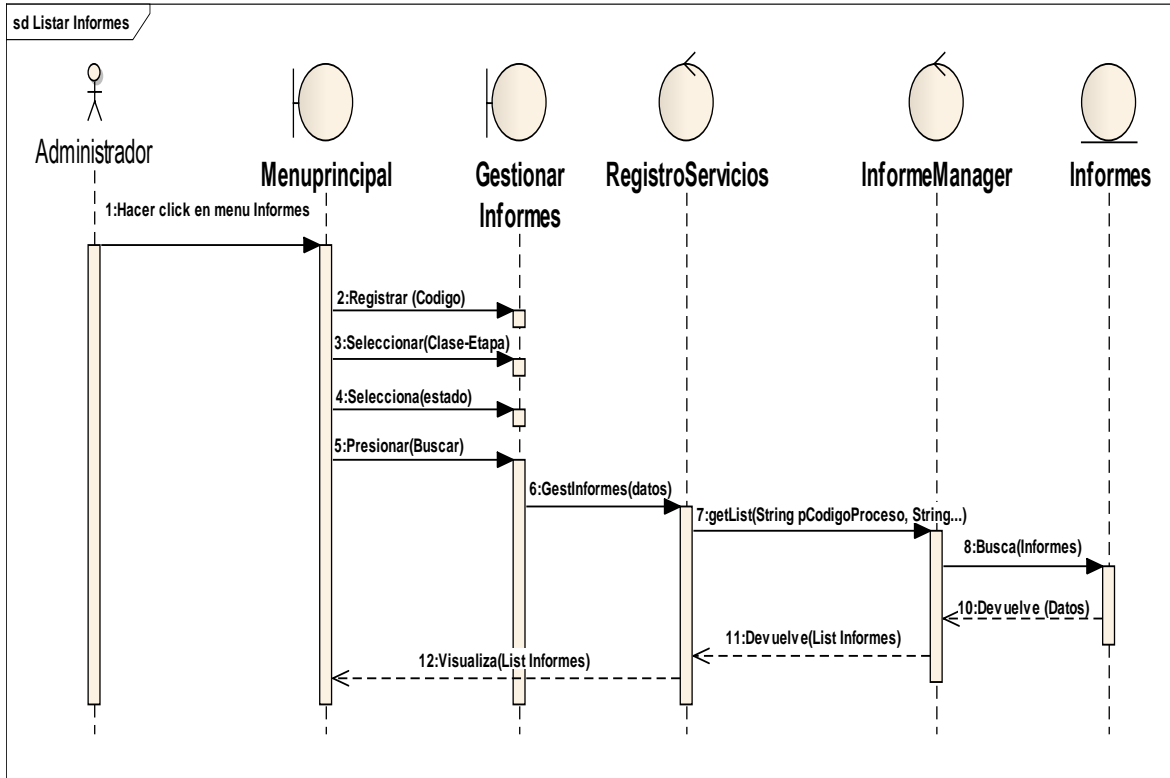 sd Listar Informes
Administrador
Menuprincipal
Gestionar
Informes
RegistroServicios
InformeManager
Informes
1:Hacer click en menu Informes
2:Registrar (Codigo)
3:Seleccionar(Clase-Etapa)
4:Selecciona(estado)
5:Presionar(Buscar)
6:GestInformes(datos)
7:getList(String pCodigoProceso, String...)
8:Busca(Informes)
10:Devuelve (Datos)
11:Devuelve(List Informes)
12:Visualiza(List Informes)